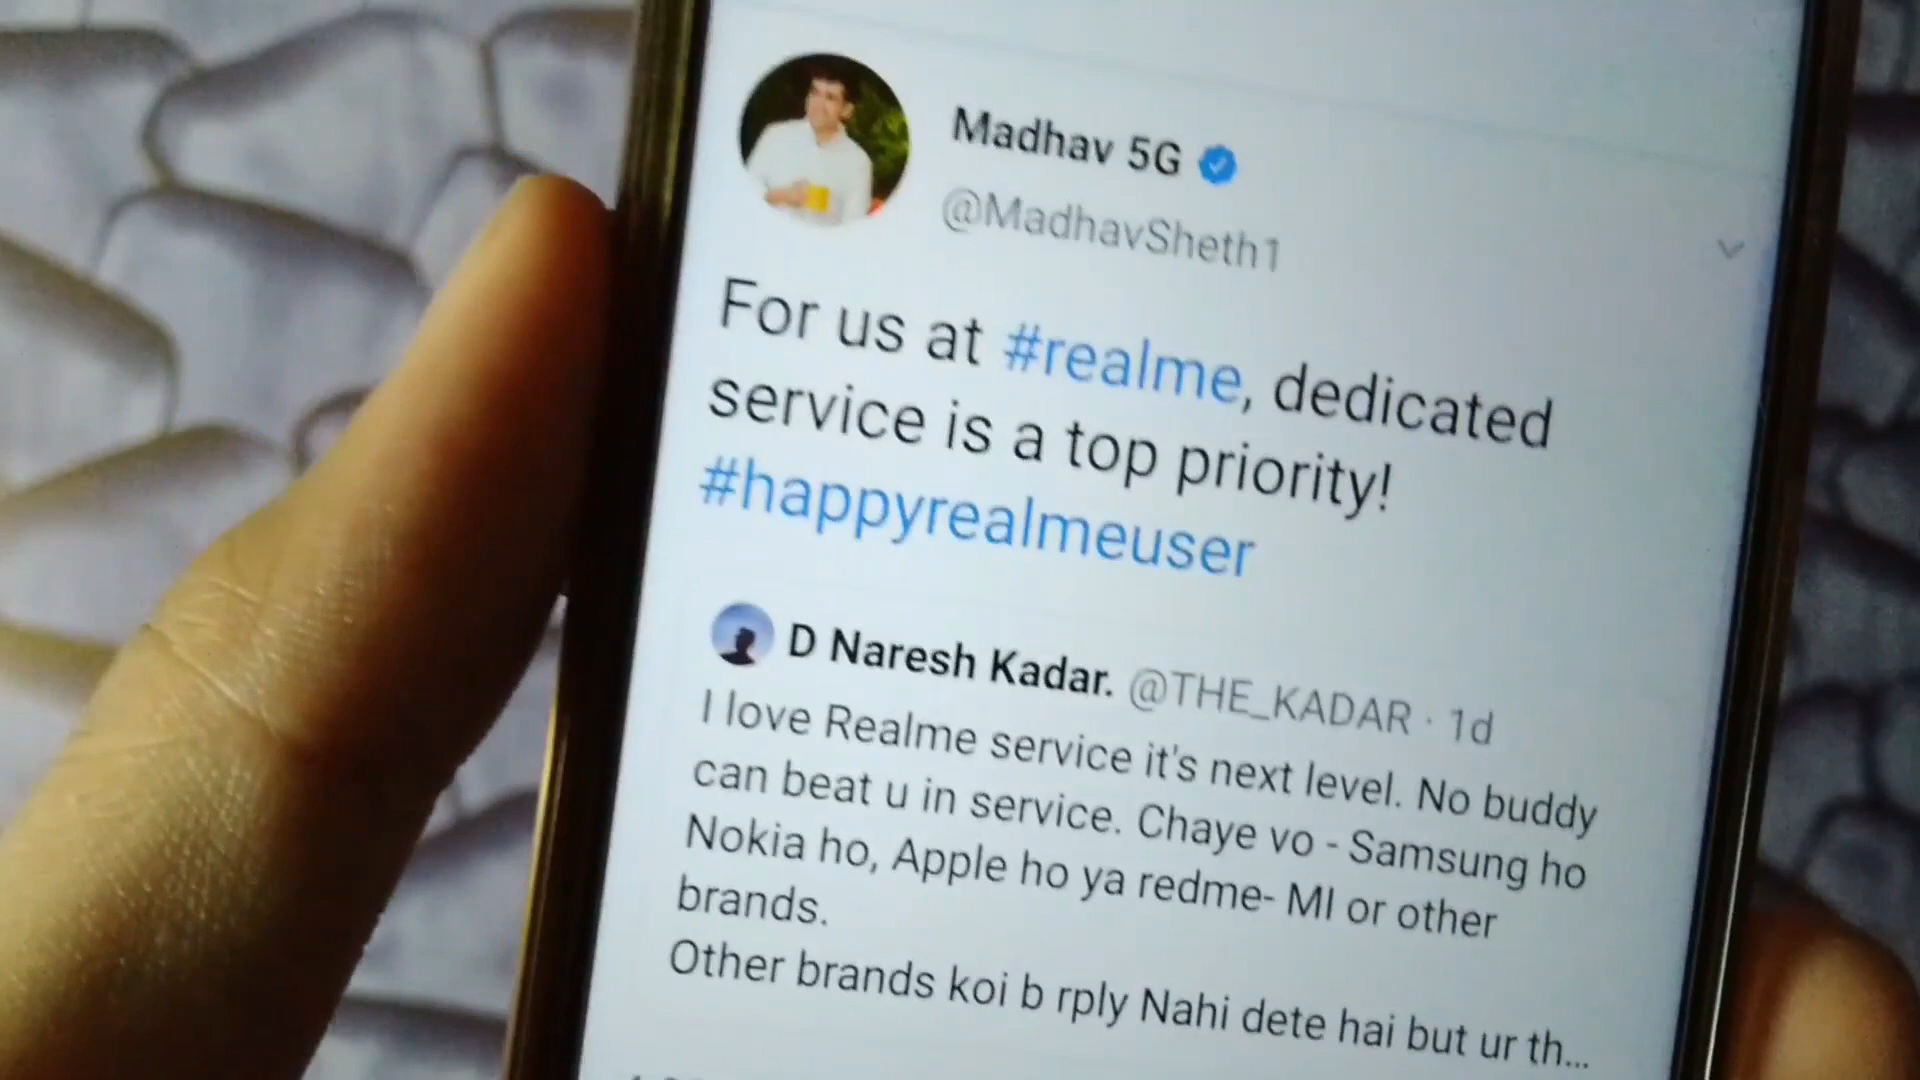 Madhav 5G
@MadhavSheth1
For us at #realme, dedicated
service is a top priority!
#happyrealmeuser
D Naresh Kadar. @THE_KADAR · 1d
I love Realme service it's next level. No buddy
can beat u in service. Chaye vo - Samsung ho
Nokia ho, Apple ho ya redme- MI or other
brands.
Other brands koi b rply Nahi dete hai but ur th...